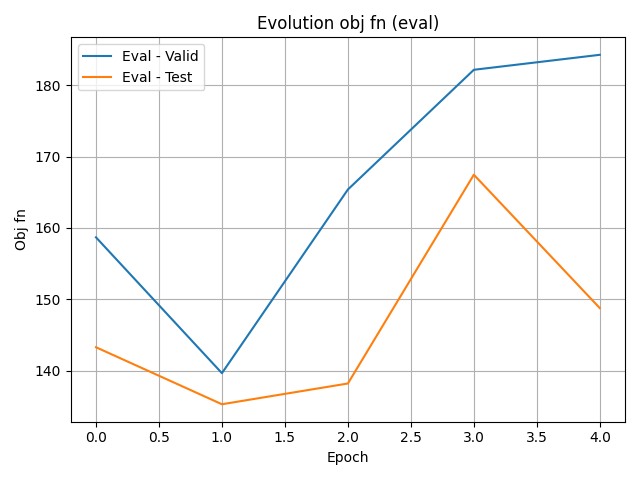 Evolution obj fn (eval)
Eval - Valid
Eval - Test
180
170
160
150
140
Obj fn
0.0 0.5 1.0 1.5 2.0 2.5 3.0 3.5 4.0
Epoch